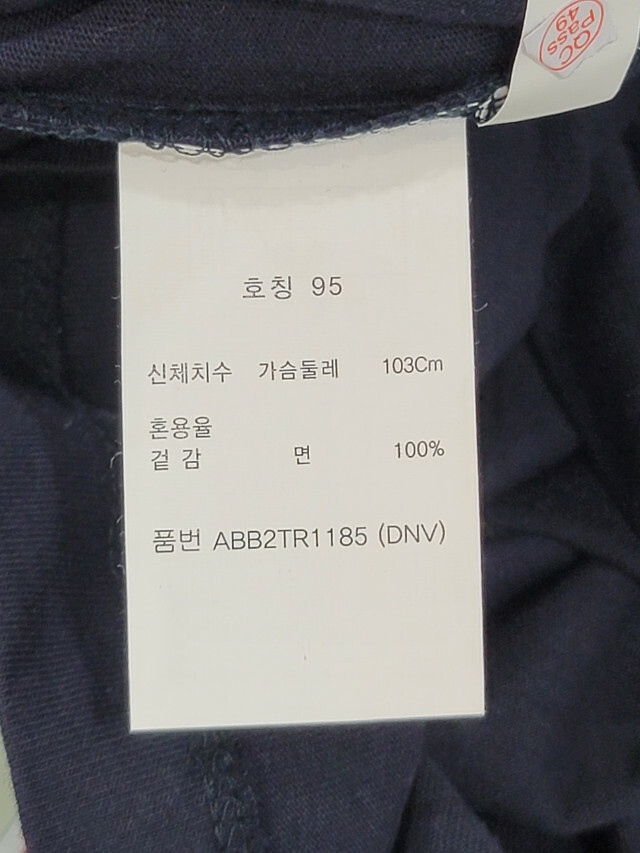 QC
Pass
49
호칭 95
신체치수 가슴둘레 103Cm
혼용율
겉 감 면 100%
품번 ABB2TR1185 (DNV)